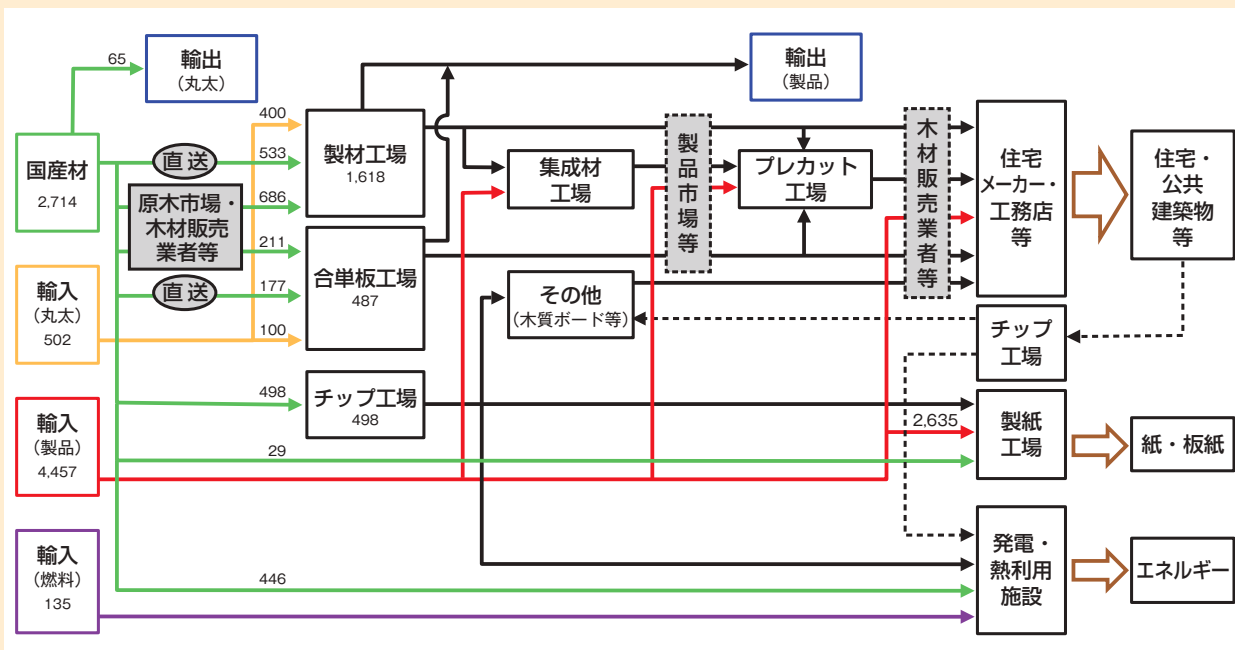 65
輸出
(丸太)
輸出
(製品)
国産材
2,714
直送
原木市場・
木材販売
業者等
直送
400
533
686
211
177
100
製材工場
1,618
合単板工場
487
集成材
工場
製品市場等
プレカット
工場
木材販売業者等
住宅
メーカー・
工務店
等
住宅・
公共
建築物
等
輸入
(丸太)
502
その他
(木質ボード等)
チップ
工場
498
チップ工場
498
輸入
(製品)
4,457
29
2,635
製紙
工場
紙・板紙
輸入
(燃料)
135
446
発電・
熱利用
施設
エネルギー